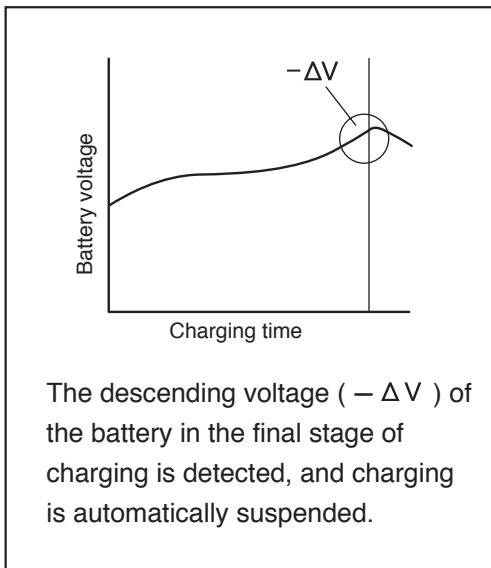 −ΔV
Battery voltage
Charging time
The descending voltage ( − ΔV ) of
the battery in the final stage of
charging is detected, and charging
is automatically suspended.